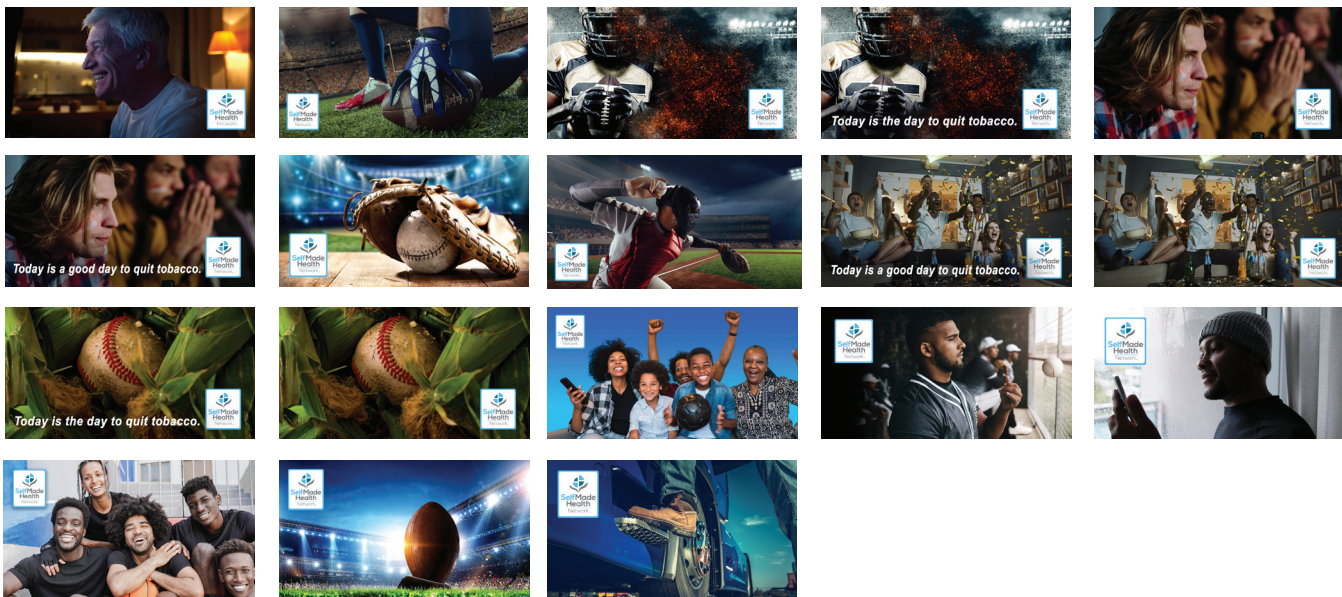 SelfMade
Health
Network.
SelfMade
Health
Network.
SelfMade
Health
Network.
Today is the day to quit tobacco.
SelfMade
Health
Network.
SelfMade
Health
Network.
Today is a good day to quit tobacco.
SelfMade
Health
Network.
SelfMade
Health
Network.
SelfMade
Health
Network.
Today is a good day to quit tobacco.
SelfMade
Health
Network.
SelfMade
Health
Network.
Today is the day to quit tobacco.
SelfMade
Health
Network.
SelfMade
Health
Network.
SelfMade
Health
Network.
SelfMade
Health
Network.
SelfMade
Health
Network.
SelfMade
Health
Network.
SelfMade
Health
Network.
SelfMade
Health
Network.